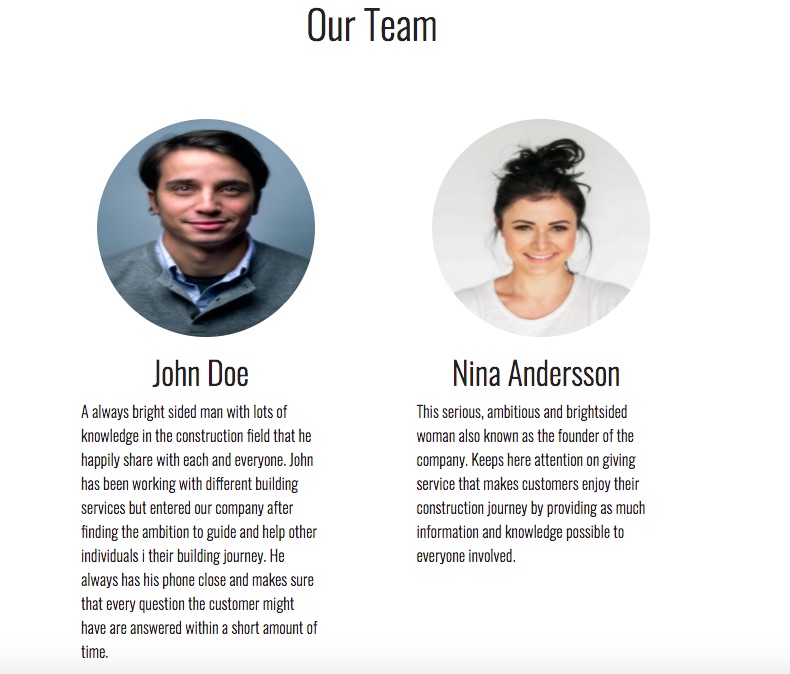 Our Team
John Doe
A always bright sided man with lots of
knowledge in the construction field that he
happily share with each and everyone. John
has been working with different building
services but entered our company after
finding the ambition to guide and help other
individuals i their building journey. He
always has his phone close and makes sure
that every question the customer might
have are answered within a short amount of
time.
Nina Andersson
This serious, ambitious and brightsided
woman also known as the founder of the
company. Keeps here attention on giving
service that makes customers enjoy their
construction journey by providing as much
information and knowledge possible to
everyone involved.